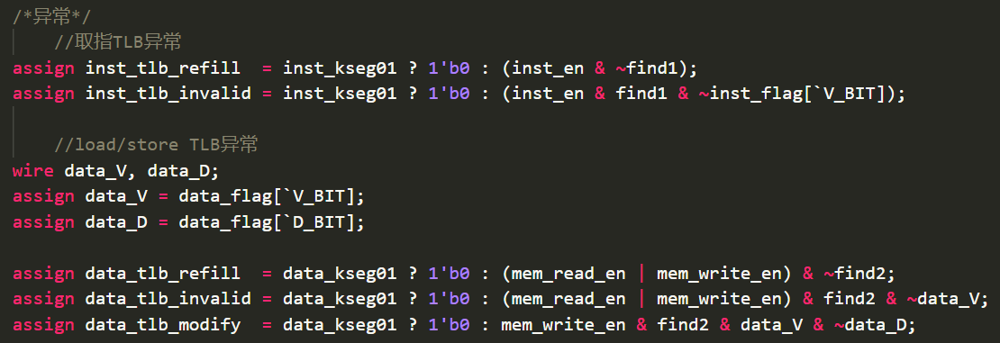 /*异常*/
    //取指TLB异常
assign inst_tlb_refill  = inst_kseg01 ? 1'b0 : (inst_en & ~find1);
assign inst_tlb_invalid = inst_kseg01 ? 1'b0 : (inst_en & find1 & ~inst_flag[`V_BIT]);
    //load/store TLB异常
wire data_V, data_D;
assign data_V = data_flag[`V_BIT];
assign data_D = data_flag[`D_BIT];
assign data_tlb_refill  = data_kseg01 ? 1'b0 : (mem_read_en | mem_write_en) & ~find2;
assign data_tlb_invalid = data_kseg01 ? 1'b0 : (mem_read_en | mem_write_en) & find2 & ~data_V;
assign data_tlb_modify  = data_kseg01 ? 1'b0 : mem_write_en & find2 & data_V & ~data_D;